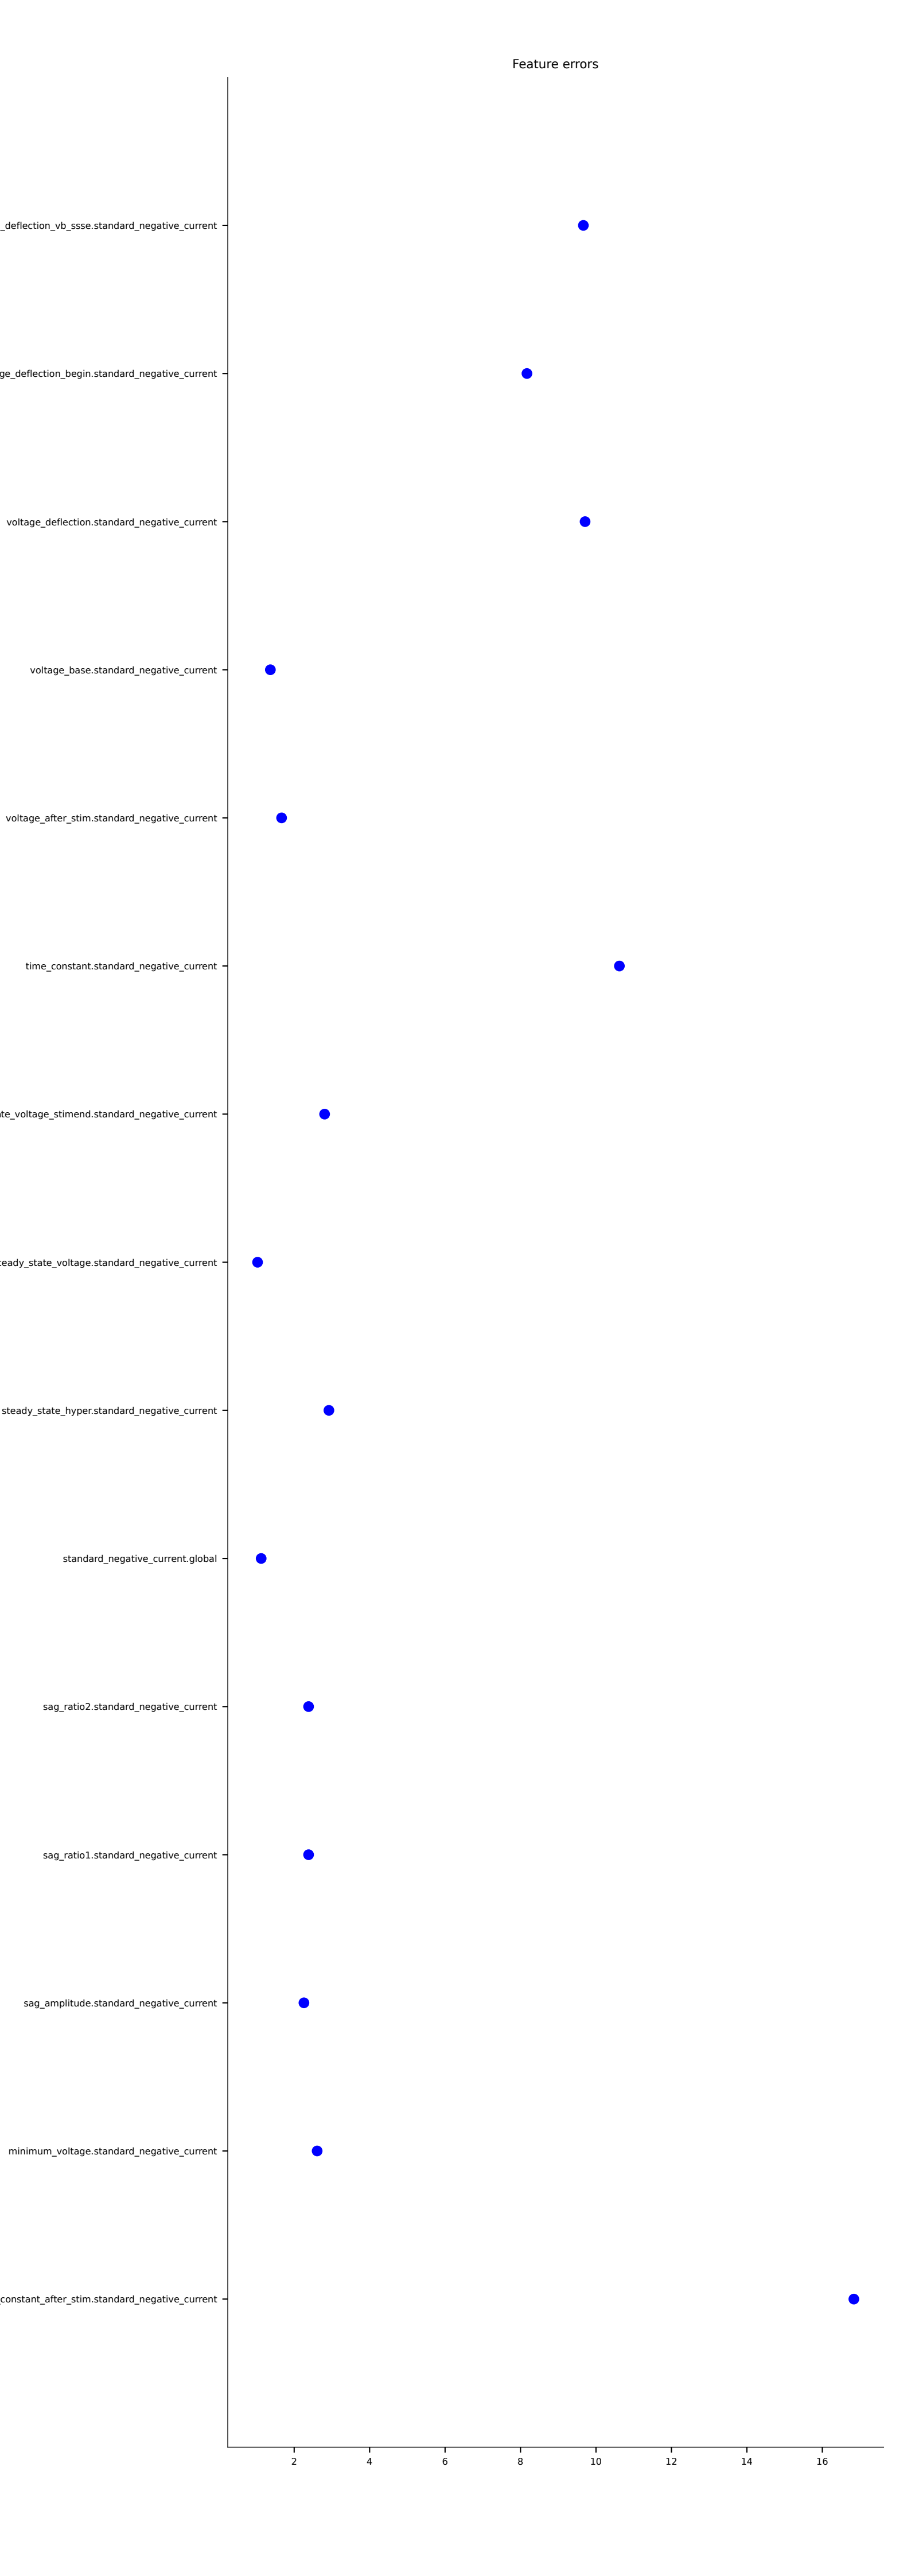 Feature errors
_deflection_vb_ssse.standard_negative_current
ge_deflection_begin.standard_negative_current
voltage_deflection.standard_negative_current
voltage_base.standard_negative_current
voltage_after_stim.standard_negative_current
time_constant.standard_negative_current
te_voltage_stimend.standard_negative_current
eady_state_voltage.standard_negative_current
steady_state_hyper.standard_negative_current
standard_negative_current.global
sag_ratio2.standard_negative_current
sag_ratio1.standard_negative_current
sag_amplitude.standard_negative_current
minimum_voltage.standard_negative_current
constant_after_stim.standard_negative_current
2 4 6 8 10 12 14 16